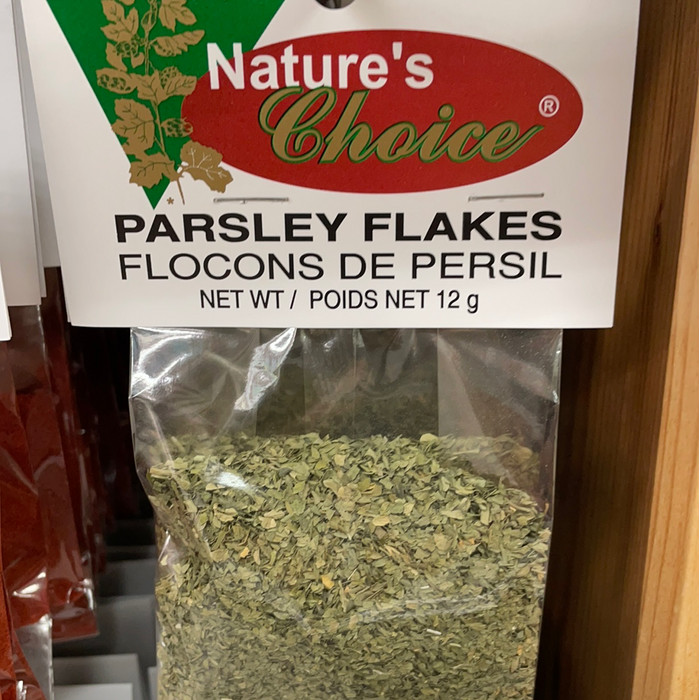 Nature's
Choice®
PARSLEY FLAKES
FLOCONS DE PERSIL
NET WT / POIDS NET 12 g